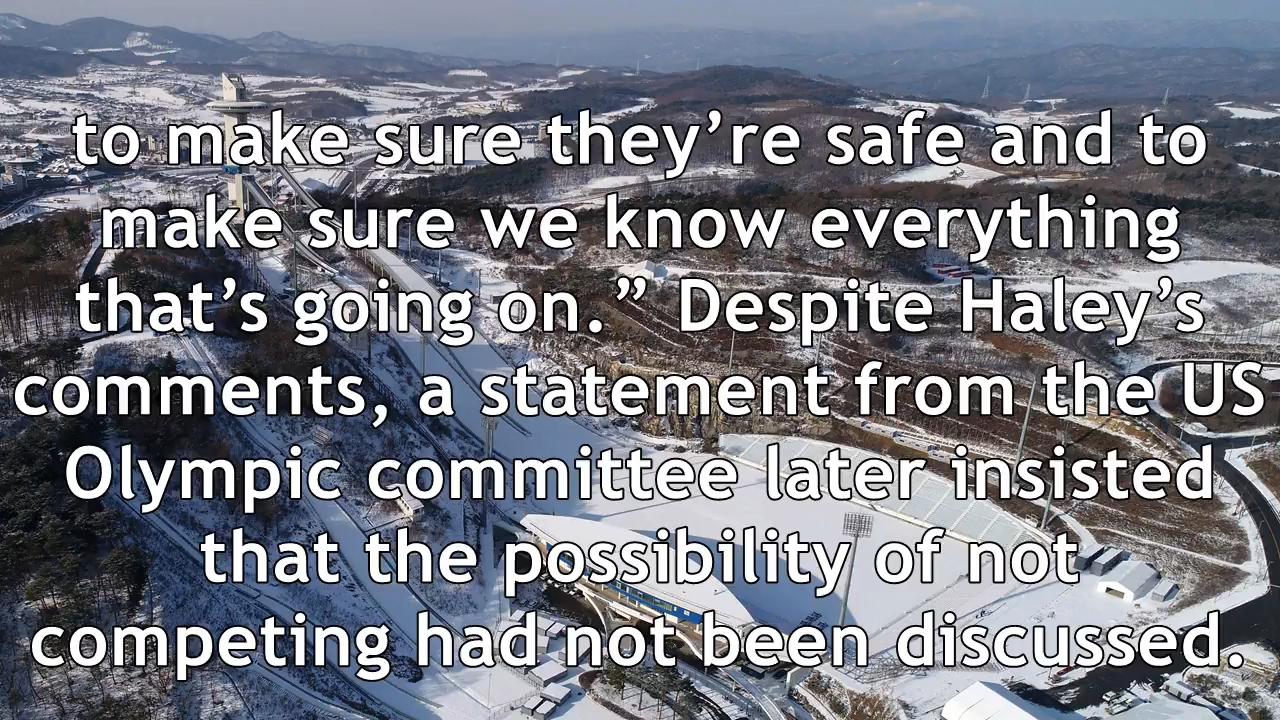 to make sure they’re safe and to
make sure we know everything
that’s going on.” Despite Haley’s
comments, a statement from the US
Olympic committee later insisted
that the possibility of not
competing had not been discussed.